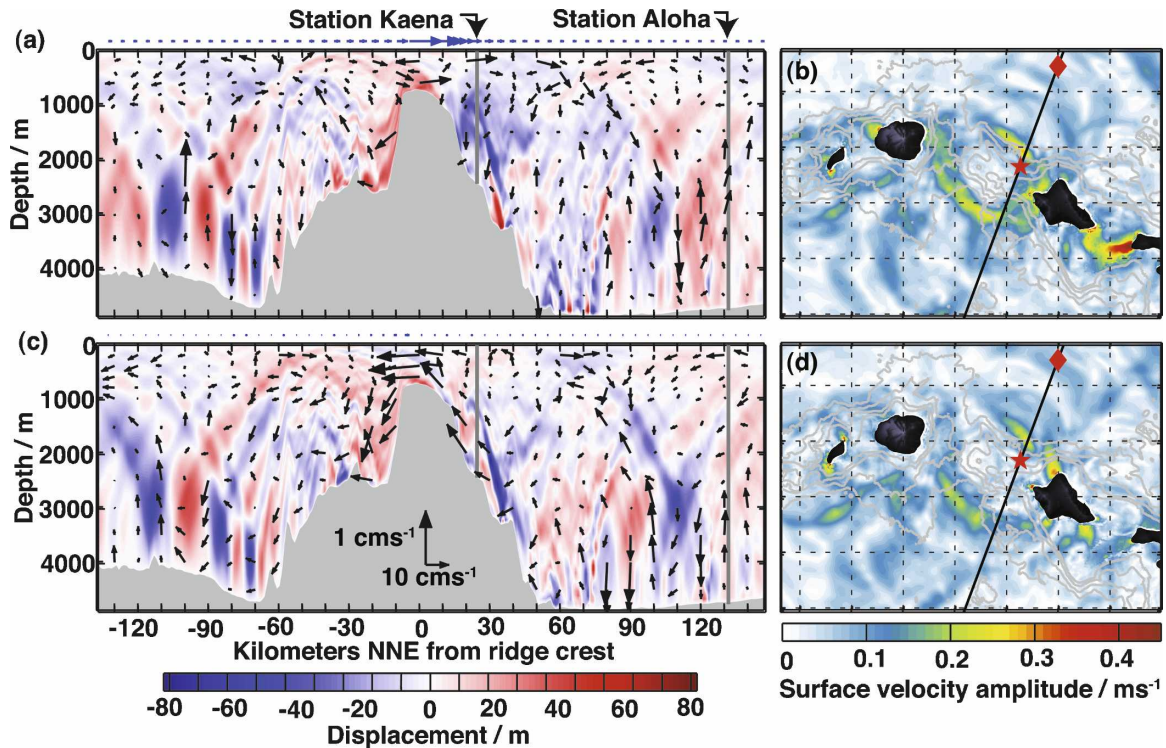 Station Kaena
Station Aloha
(a)
0
1000
2000
3000
4000
Depth / m
(b)
(c)
0
1000
2000
3000
4000
Depth / m
1 cms-1
10 cms-1
-120 -90 -60 -30 0 30 60 90 120
Kilometers NNE from ridge crest
-80 -60 -40 -20 0 20 40 60 80
Displacement / m
(d)
0 0.1 0.2 0.3 0.4
Surface velocity amplitude / ms-1